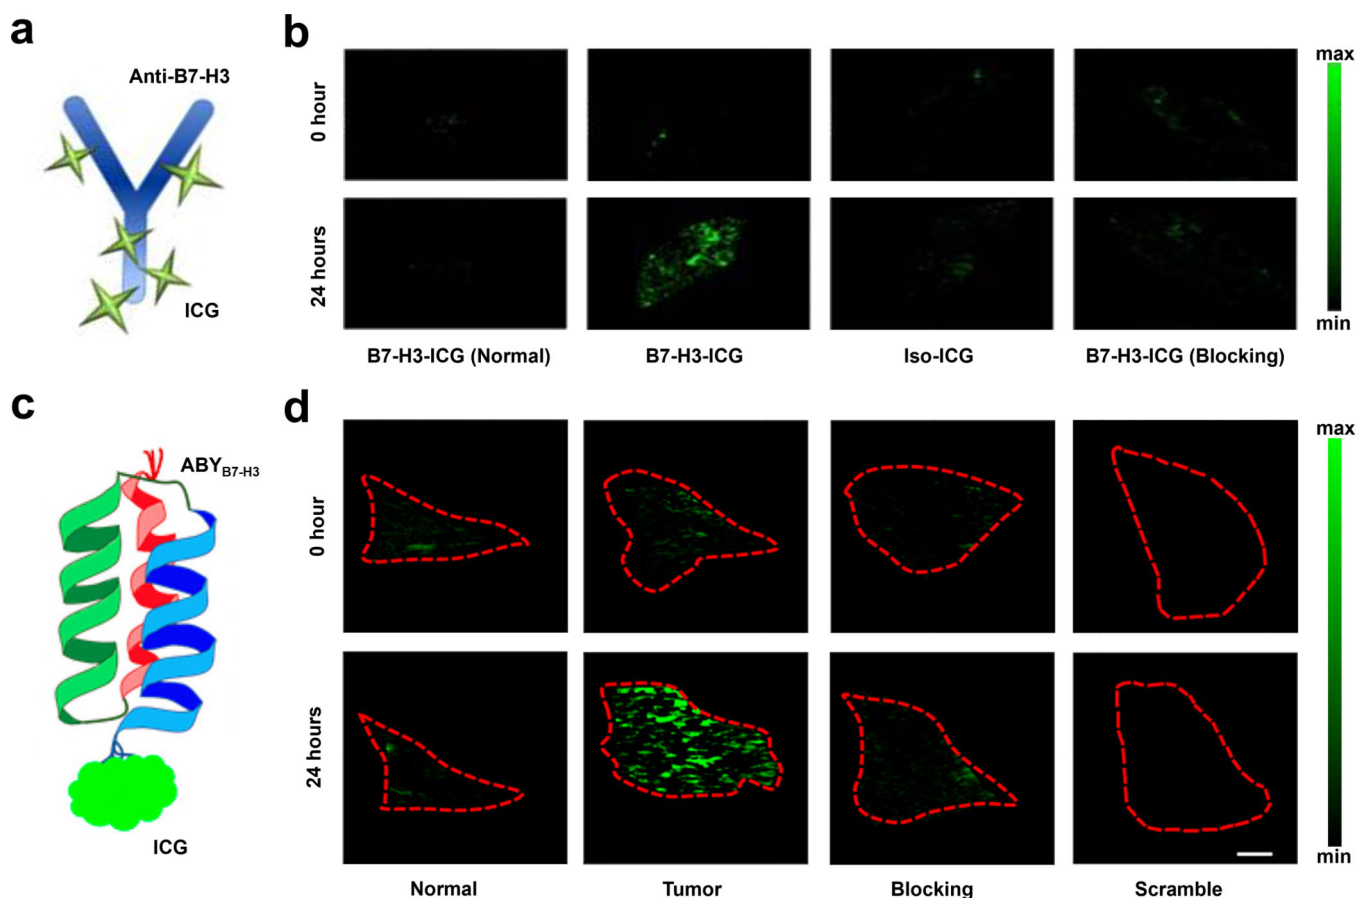 a
Anti-B7-H3
ICG
b
0 hour
24 hours
max
min
B7-H3-ICG (Normal)
B7-H3-ICG
Iso-ICG
B7-H3-ICG (Blocking)
c
ABY_B7-H3
ICG
d
0 hour
24 hours
max
min
Normal
Tumor
Blocking
Scramble